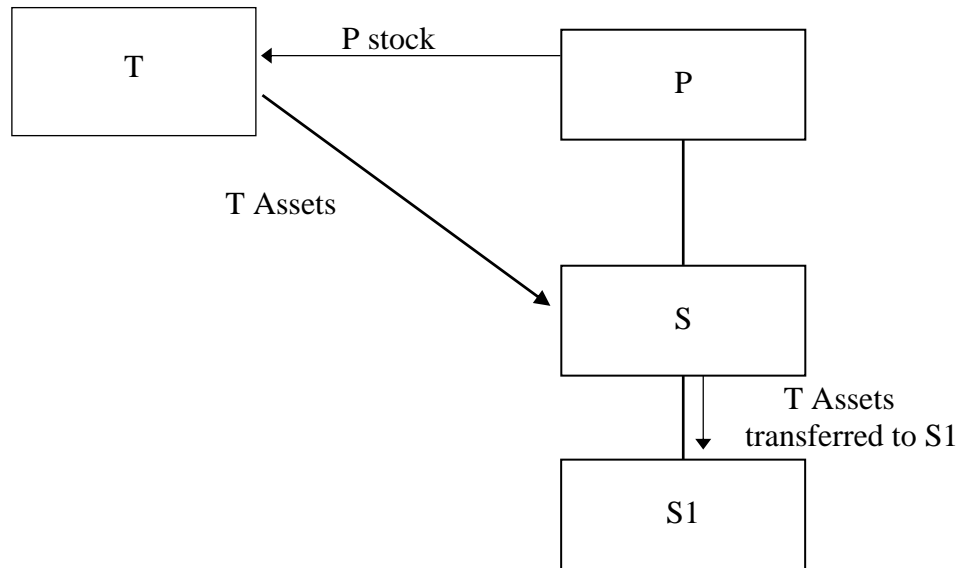 P stock
T
P
T Assets
S
T Assets
transferred to S1
S1